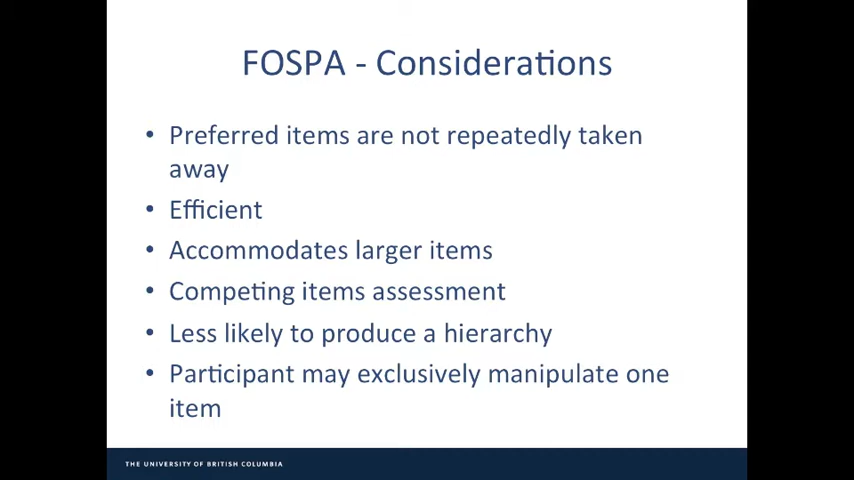 FOSPA - Considerations
• Preferred items are not repeatedly taken
away
• Efficient
• Accommodates larger items
• Competing items assessment
• Less likely to produce a hierarchy
• Participant may exclusively manipulate one
item
THE UNIVERSITY OF BRITISH COLUMBIA